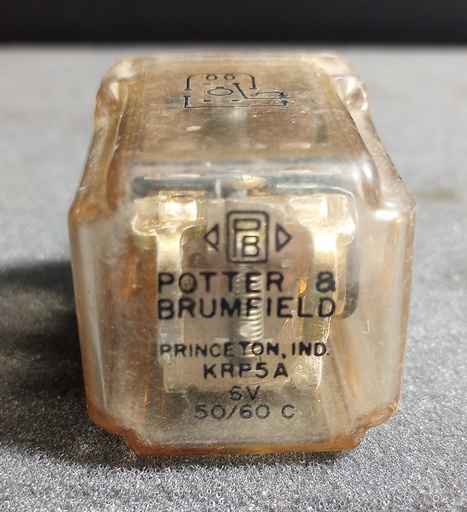 PB
POTTER &
BRUMFIELD
PRINCETON, IND.
KRP5A
6V
50/60 C